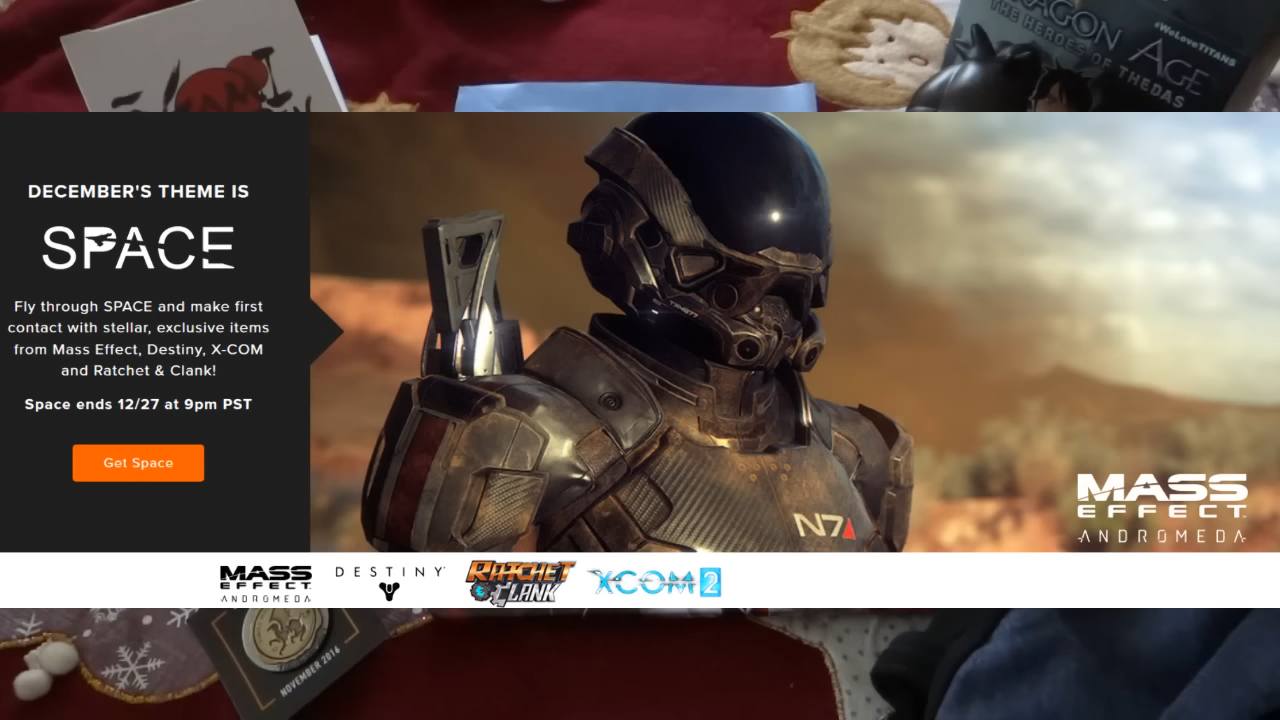 DRAGON AGE
THE HEROES OF THEDAS
#WeLoveTITANS
DECEMBER'S THEME IS
SPACE
Fly through SPACE and make first
contact with stellar, exclusive items
from Mass Effect, Destiny, X-COM
and Ratchet & Clank!
Space ends 12/27 at 9pm PST
Get Space
N7
MASS
EFFECT
ANDROMEDA
MASS
EFFECT
ANDROMEDA
DESTINY
RATCHET
CLANK
XCOM 2
NOVEMBER 2016